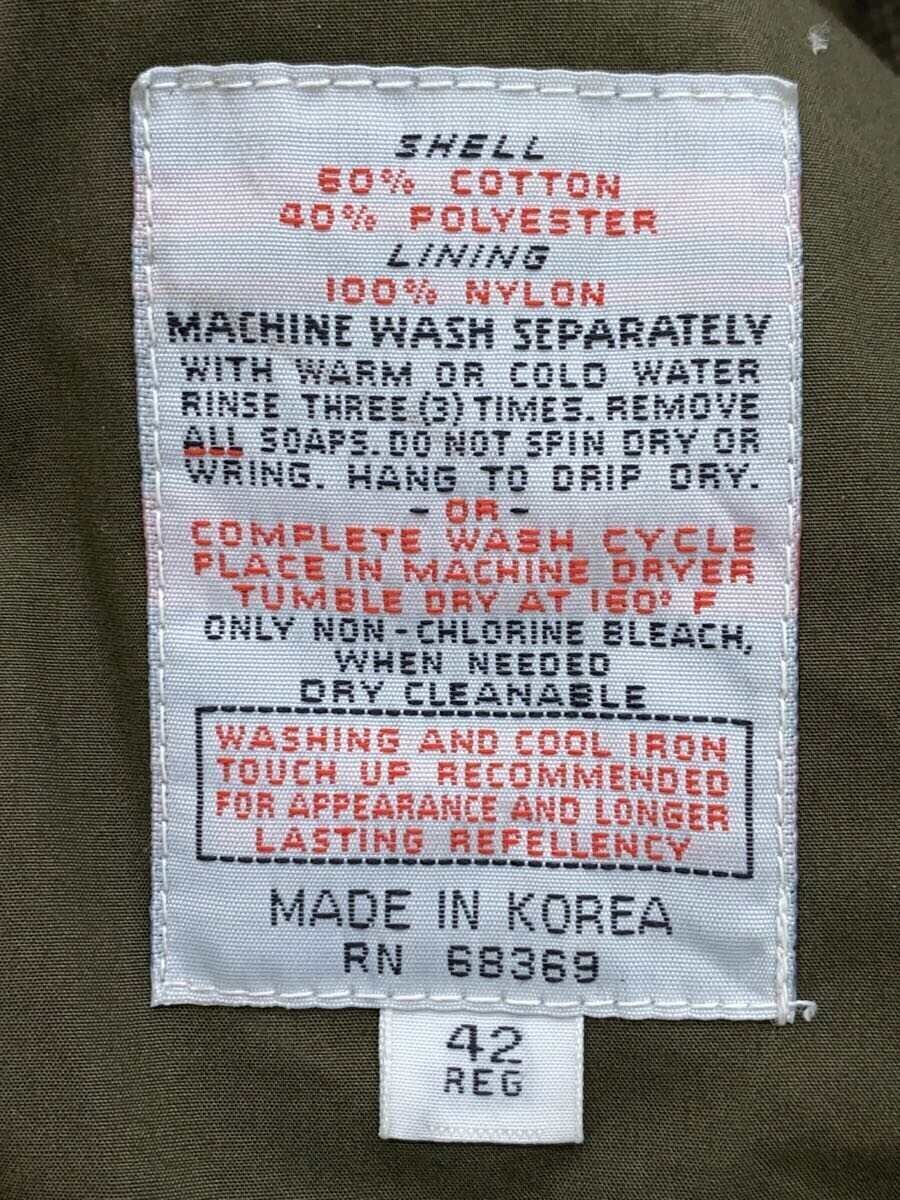 SHELL
60% COTTON
40% POLYESTER
LINING
100% NYLON
MACHINE WASH SEPARATELY
WITH WARM OR COLD WATER
RINSE THREE (3) TIMES. REMOVE
ALL SOAPS. DO NOT SPIN DRY OR
WRING. HANG TO DRIP DRY.
- OR -
COMPLETE WASH CYCLE
PLACE IN MACHINE DRYER
TUMBLE DRY AT 160° F
ONLY NON-CHLORINE BLEACH,
WHEN NEEDED
DRY CLEANABLE
WASHING AND COOL IRON
TOUCH UP RECOMMENDED
FOR APPEARANCE AND LONGER
LASTING REPELLENCY
MADE IN KOREA
RN 68369
42
REG